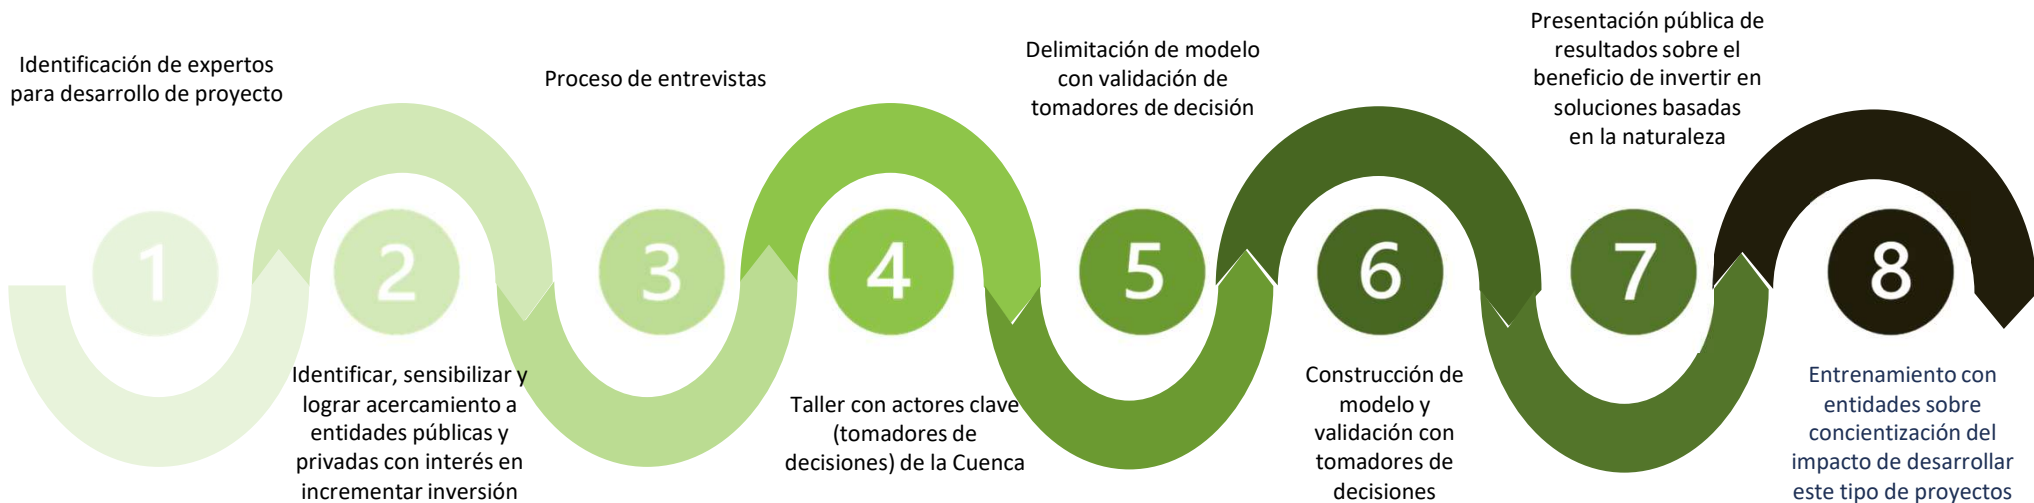 Identificación de expertos
para desarrollo de proyecto
1
2
Identificar, sensibilizar y
lograr acercamiento a
entidades públicas y
privadas con interés en
incrementar inversión
Proceso de entrevistas
3
4
Taller con actores clave
(tomadores de
decisiones) de la Cuenca
Delimitación de modelo
con validación de
tomadores de decisión
5
6
Construcción de
modelo y
validación con
tomadores de
decisiones
Presentación pública de
resultados sobre el
beneficio de invertir en
soluciones basadas
en la naturaleza
7
8
Entrenamiento con
entidades sobre
concientización del
impacto de desarrollar
este tipo de proyectos